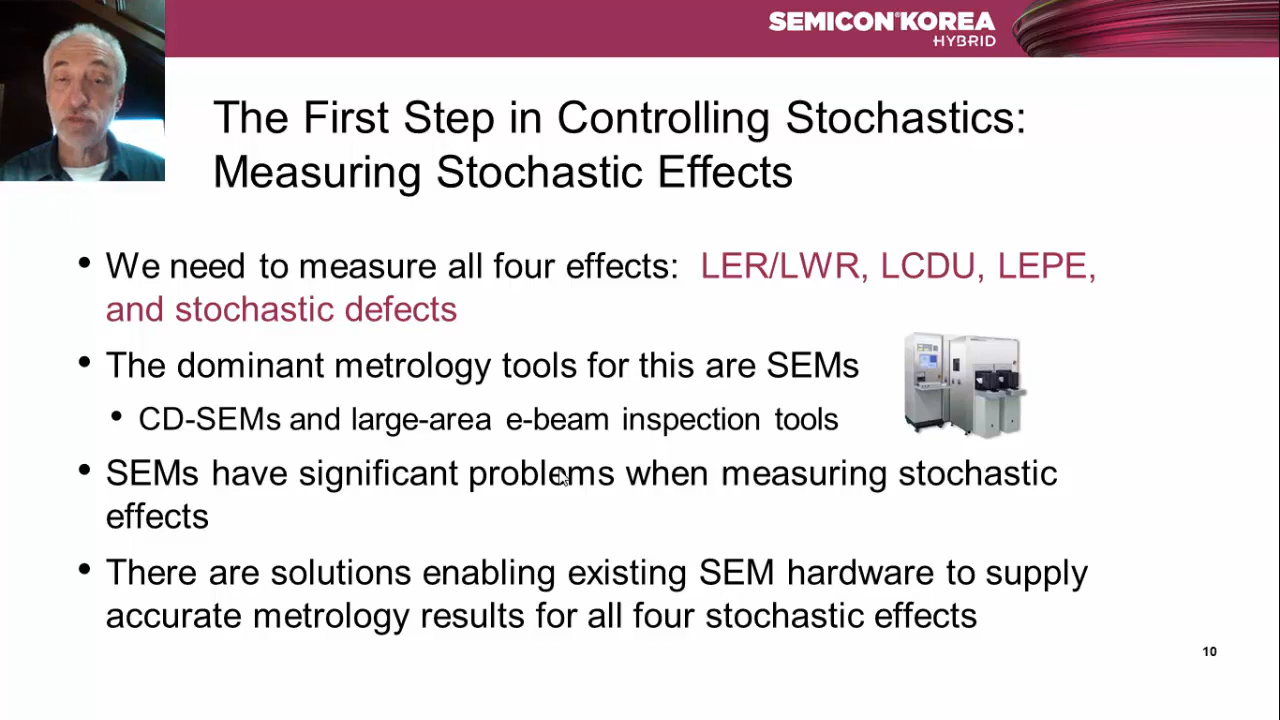 SEMICON KOREA
HYBRID
The First Step in Controlling Stochastics:
Measuring Stochastic Effects
• We need to measure all four effects: LER/LWR, LCDU, LEPE,
and stochastic defects
• The dominant metrology tools for this are SEMs
• CD-SEMs and large-area e-beam inspection tools
• SEMs have significant problems when measuring stochastic
effects
• There are solutions enabling existing SEM hardware to supply
accurate metrology results for all four stochastic effects
10